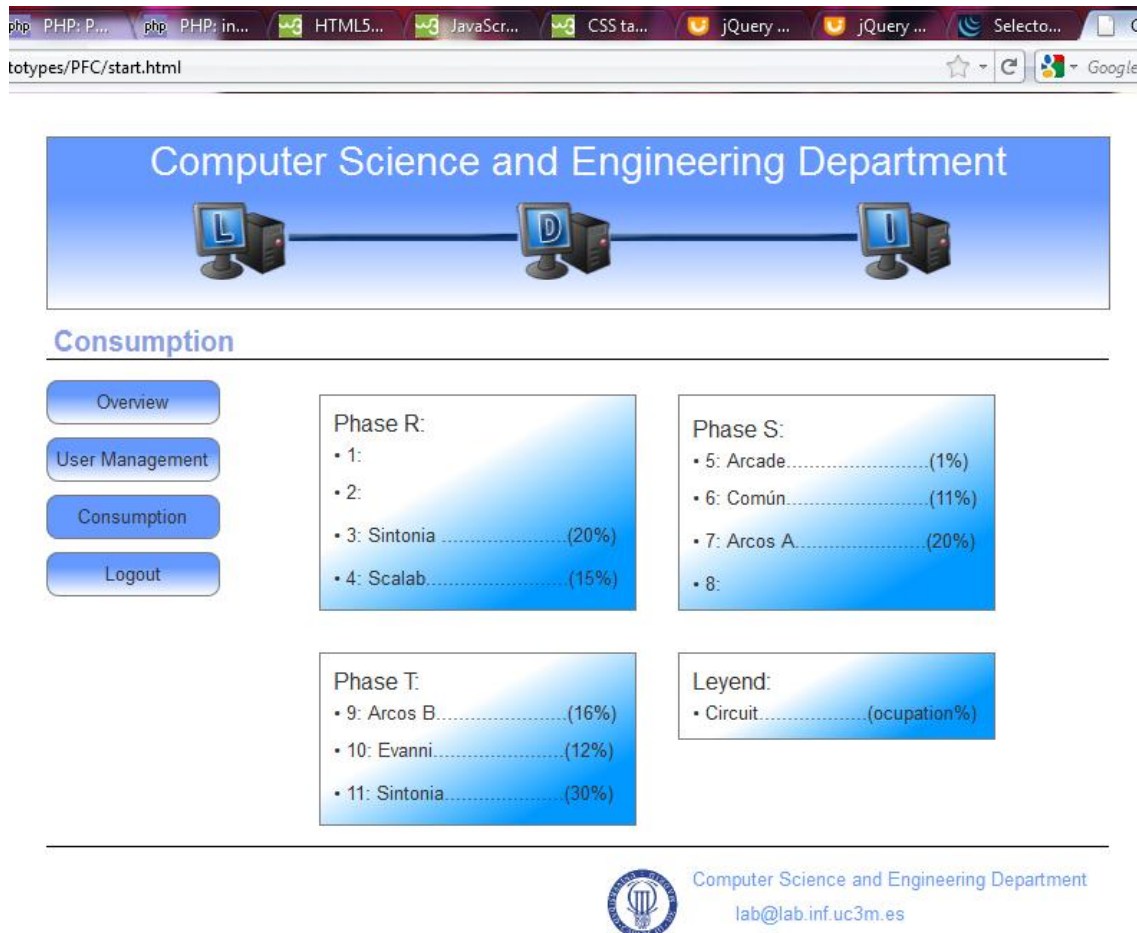 php PHP: P... php PHP: in... HTML5... JavaScr... CSS ta... jQuery ... jQuery ... Selecto...
totypes/PFC/start.html Google
Computer Science and Engineering Department
L D I
Consumption
Overview
User Management
Consumption
Logout
Phase R:
• 1:
• 2:
• 3: Sintonia ......................(20%)
• 4: Scalab.........................(15%)
Phase S:
• 5: Arcade.........................(1%)
• 6: Común.........................(11%)
• 7: Arcos A.......................(20%)
• 8:
Phase T:
• 9: Arcos B.......................(16%)
• 10: Evanni.......................(12%)
• 11: Sintonia.....................(30%)
Leyend:
• Circuit...................(ocupation%)
Computer Science and Engineering Department
lab@lab.inf.uc3m.es